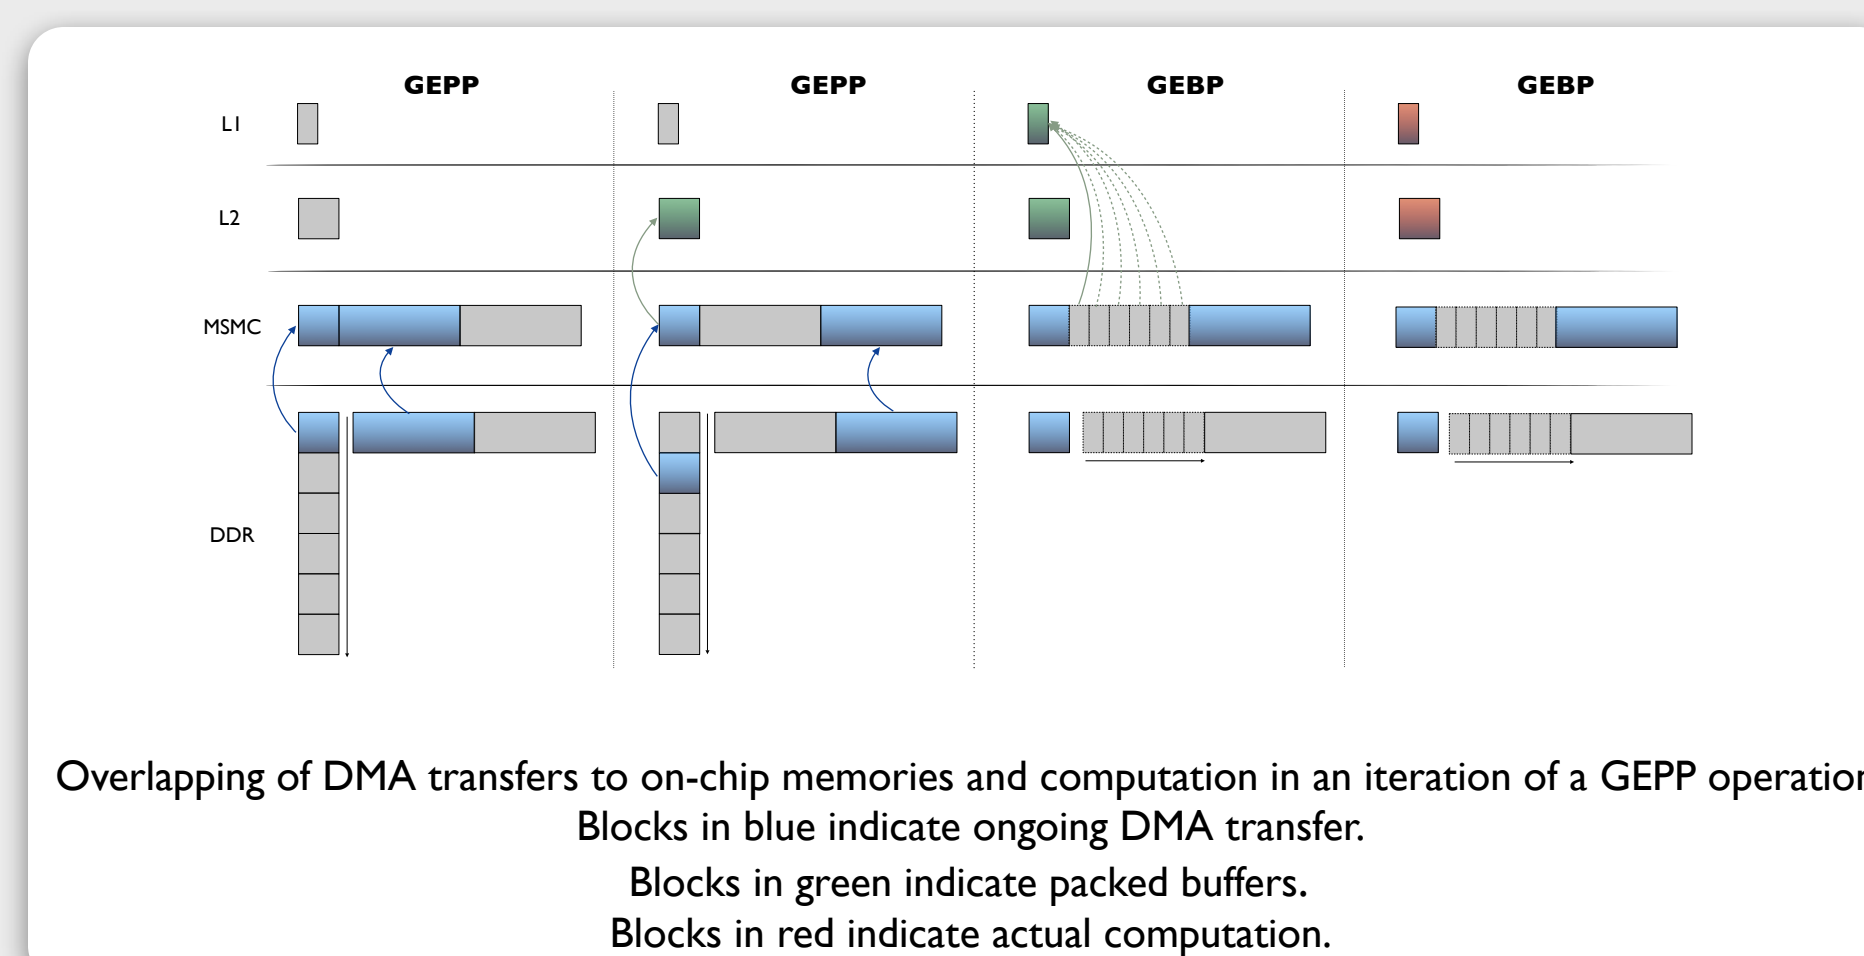 GEPP GEPP GEBP GEBP
L1
L2
MSMC
DDR
Overlapping of DMA transfers to on-chip memories and computation in an iteration of a GEPP operation
Blocks in blue indicate ongoing DMA transfer.
Blocks in green indicate packed buffers.
Blocks in red indicate actual computation.